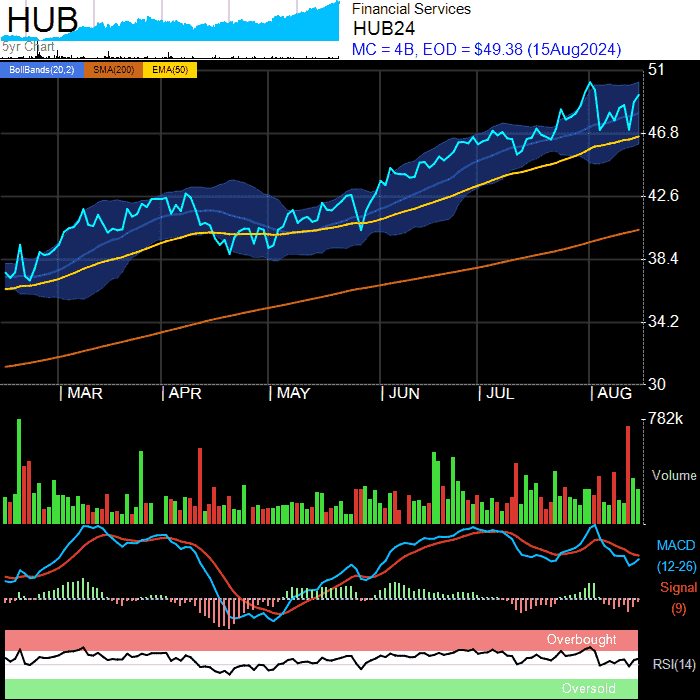 HUB
5yr Chart
Financial Services
HUB24
MC = 4B, EOD = $49.38 (15Aug2024)
BollBands(20,2) SMA(200) EMA(50)
51
46.8
42.6
38.4
34.2
30
MAR APR MAY JUN JUL AUG
782k
Volume
MACD
(12-26)
Signal
(9)
Overbought
RSI(14)
Oversold